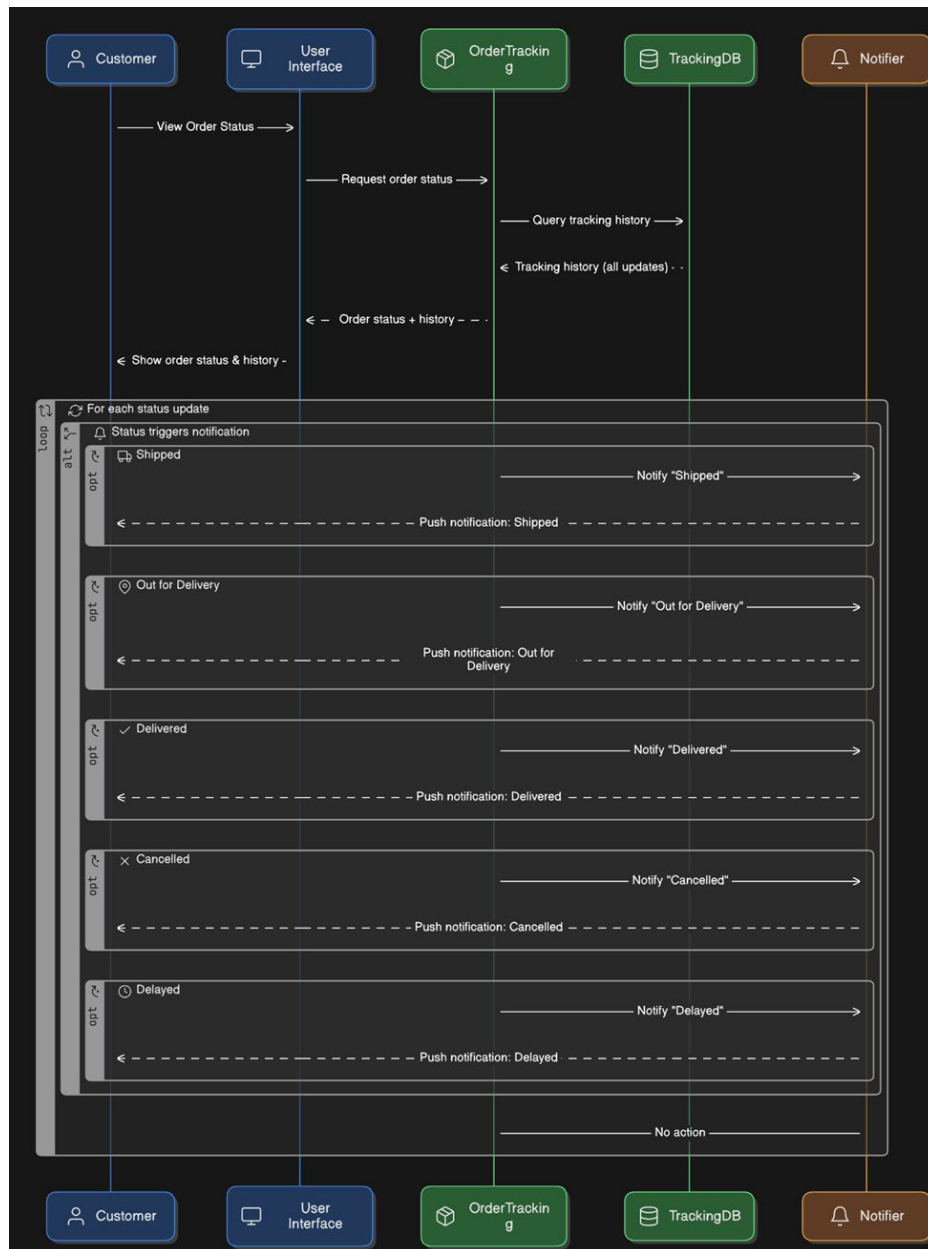 Customer
User
Interface
OrderTrackin
g
TrackingDB
Notifier
View Order Status
Request order status
Query tracking history
Tracking history (all updates)
Order status + history
Show order status & history
loop
For each status update
alt
Status triggers notification
opt
Shipped
Notify "Shipped"
Push notification: Shipped
opt
Out for Delivery
Notify "Out for Delivery"
Push notification: Out for
Delivery
opt
Delivered
Notify "Delivered"
Push notification: Delivered
opt
Cancelled
Notify "Cancelled"
Push notification: Cancelled
opt
Delayed
Notify "Delayed"
Push notification: Delayed
No action
Customer
User
Interface
OrderTrackin
g
TrackingDB
Notifier